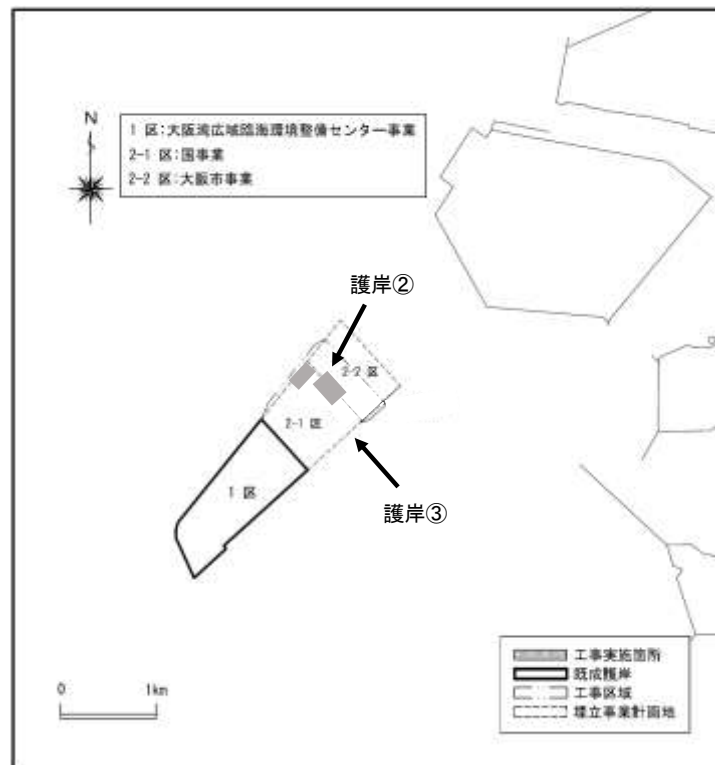 N
1 区:大阪湾広域臨海環境整備センター事業
2-1 区:国事業
2-2 区:大阪市事業
護岸②
2-2 区
2-1 区
1 区
護岸③
0 1km
工事実施箇所
既成護岸
工事区域
埋立事業計画地